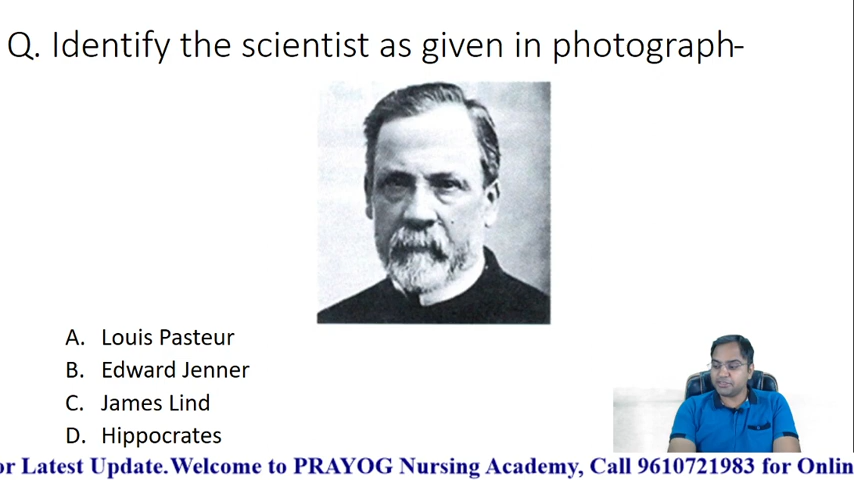 Q. Identify the scientist as given in photograph-
A. Louis Pasteur
B. Edward Jenner
C. James Lind
D. Hippocrates
or Latest Update.Welcome to PRAYOG Nursing Academy, Call 9610721983 for Onlin